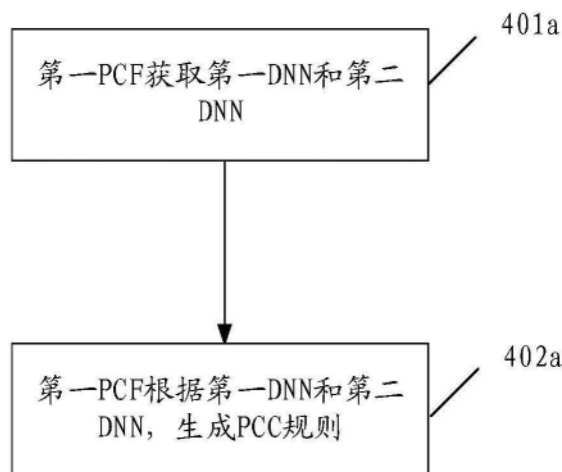 401a
第一PCF获取第一DNN和第二
DNN
402a
第一PCF根据第一DNN和第二
DNN, 生成PCC规则